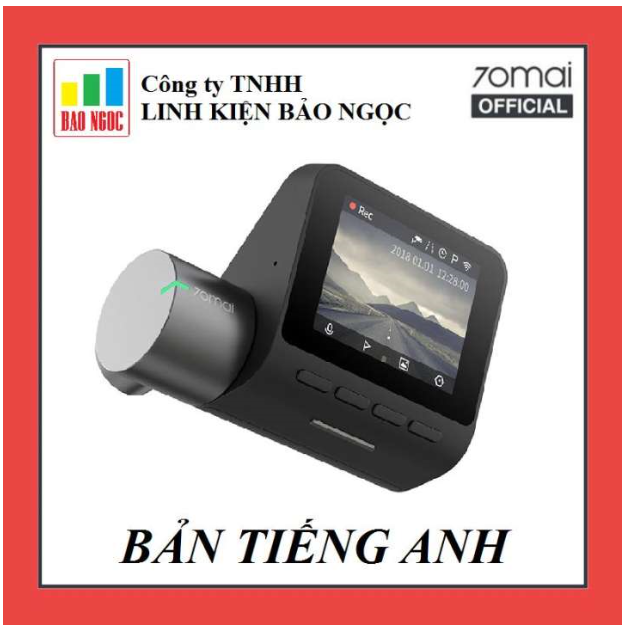 BAO NGOC
Công ty TNHH
LINH KIỆN BẢO NGỌC
70mai
OFFICIAL
Rec
P
2018 01.01 12:28:00
70mai
BẢN TIẾNG ANH